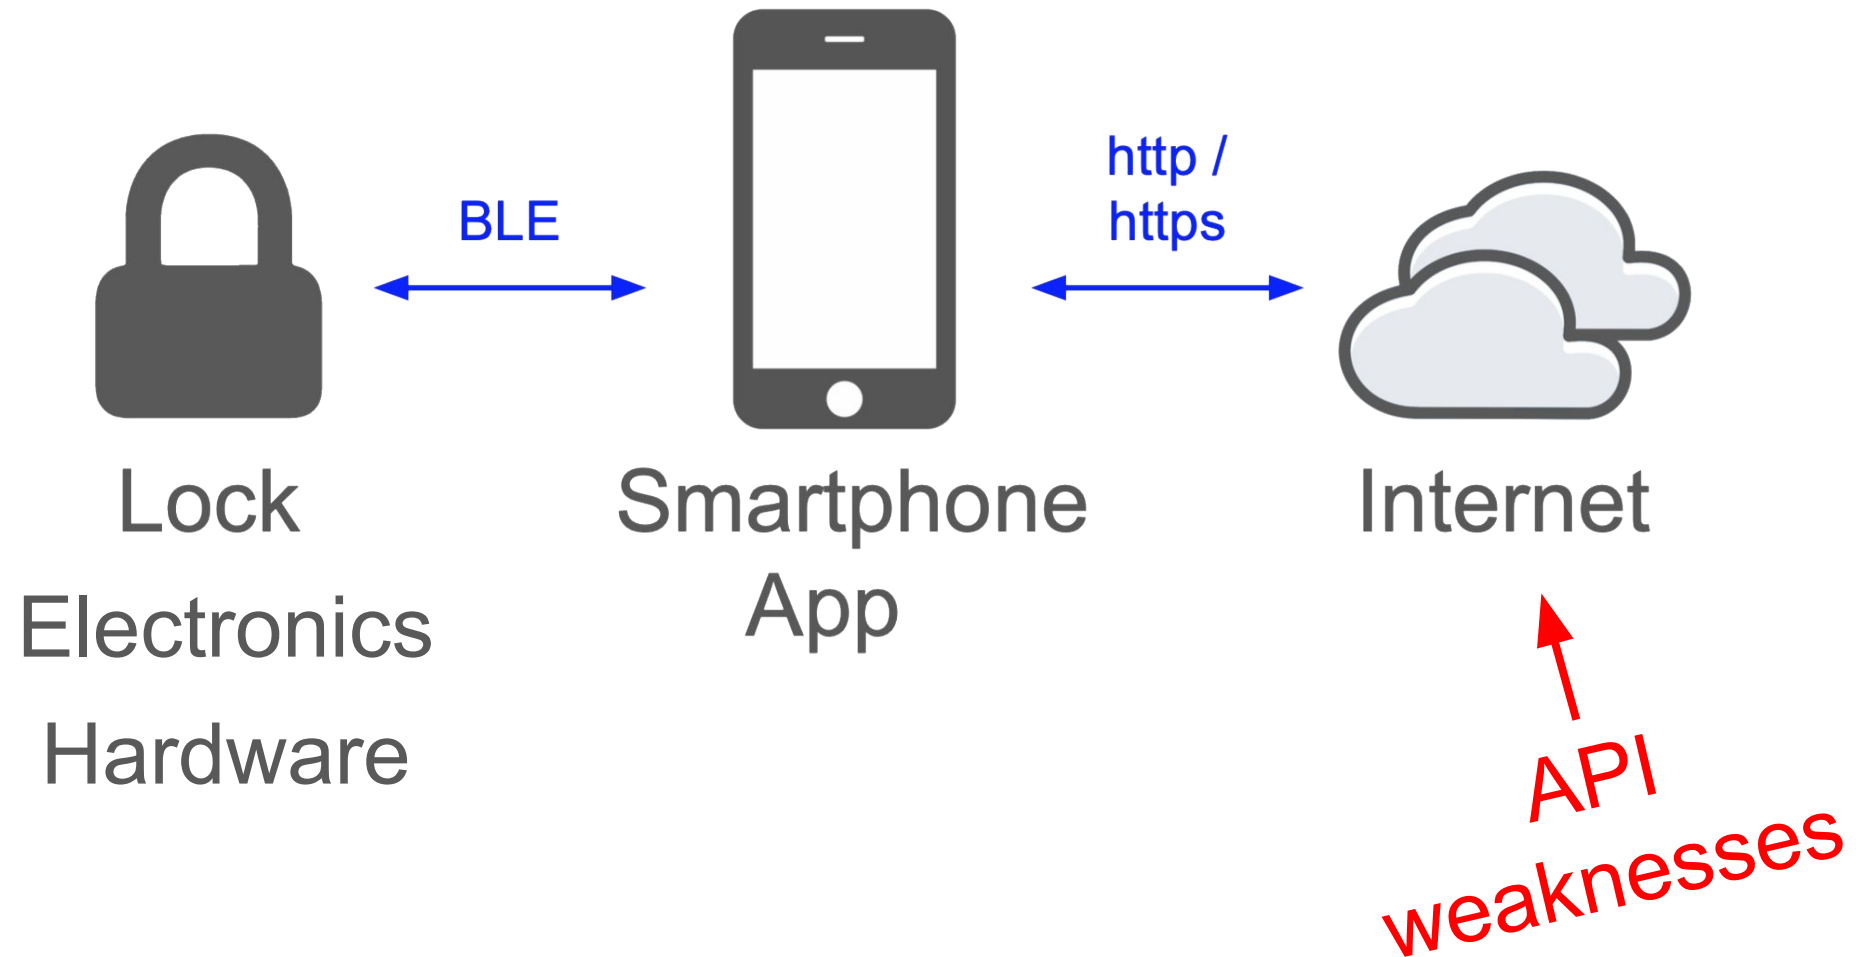 BLE
http /
https
Lock
Electronics
Hardware
Smartphone
App
Internet
API
weaknesses